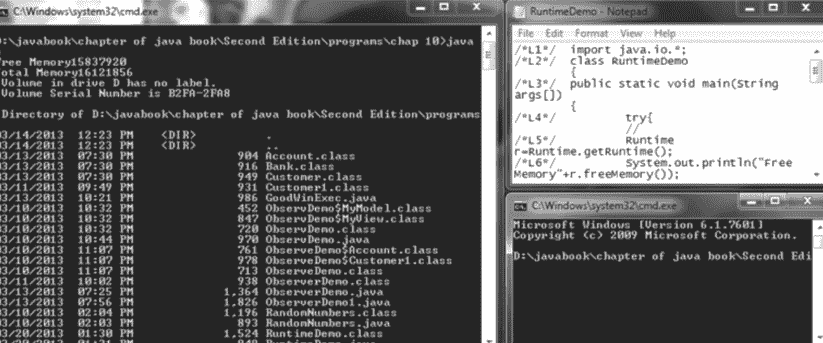 C:\Windows\system32\cmd.exe
D:\javabook\chapter of java book\Second Edition\programs\chap 10>java
Free Memory15837920
Total Memory16121856
Volume in drive D has no label.
Volume Serial Number is B2FA-2FA8
Directory of D:\javabook\chapter of java book\Second Edition\programs
03/14/2013 12:23 PM <DIR> .
03/14/2013 12:23 PM <DIR> ..
03/13/2013 07:30 PM 904 Account.class
03/13/2013 07:30 PM 916 Bank.class
03/13/2013 07:30 PM 949 Customer.class
03/11/2013 09:49 PM 931 Customer1.class
03/13/2013 10:21 PM 986 GoodWinExec.java
03/10/2013 10:32 PM 452 ObservDemo$MyModel.class
03/10/2013 10:32 PM 847 ObservDemo$MyView.class
03/10/2013 10:32 PM 720 ObservDemo.class
03/10/2013 10:44 PM 970 ObservDemo.java
03/10/2013 11:07 PM 761 ObserveDemo$Account.class
03/10/2013 11:07 PM 978 ObserveDemo$Customer1.class
03/10/2013 11:07 PM 713 ObserveDemo.class
03/11/2013 10:02 PM 938 ObserverDemo.class
03/13/2013 07:25 PM 1,364 ObserverDemo.java
03/13/2013 07:56 PM 1,826 ObserverDemo1.java
03/10/2013 02:04 PM 1,196 RandomNumbers.class
03/10/2013 02:03 PM 893 RandomNumbers.java
03/20/2013 01:30 PM 1,524 RuntimeDemo.class
RuntimeDemo.java
RuntimeDemo - Notepad
File Edit Format View Help
/*L1*/ import java.io.*;
/*L2*/ class RuntimeDemo
{
/*L3*/ public static void main(String
args[])
{
/*L4*/ try{
//
/*L5*/ Runtime
r=Runtime.getRuntime();
/*L6*/ System.out.println("Free
Memory"+r.freeMemory());
C:\Windows\system32\cmd.exe
Microsoft Windows [Version 6.1.7601]
Copyright (c) 2009 Microsoft Corporation.
D:\javabook\chapter of java book\Second Edi